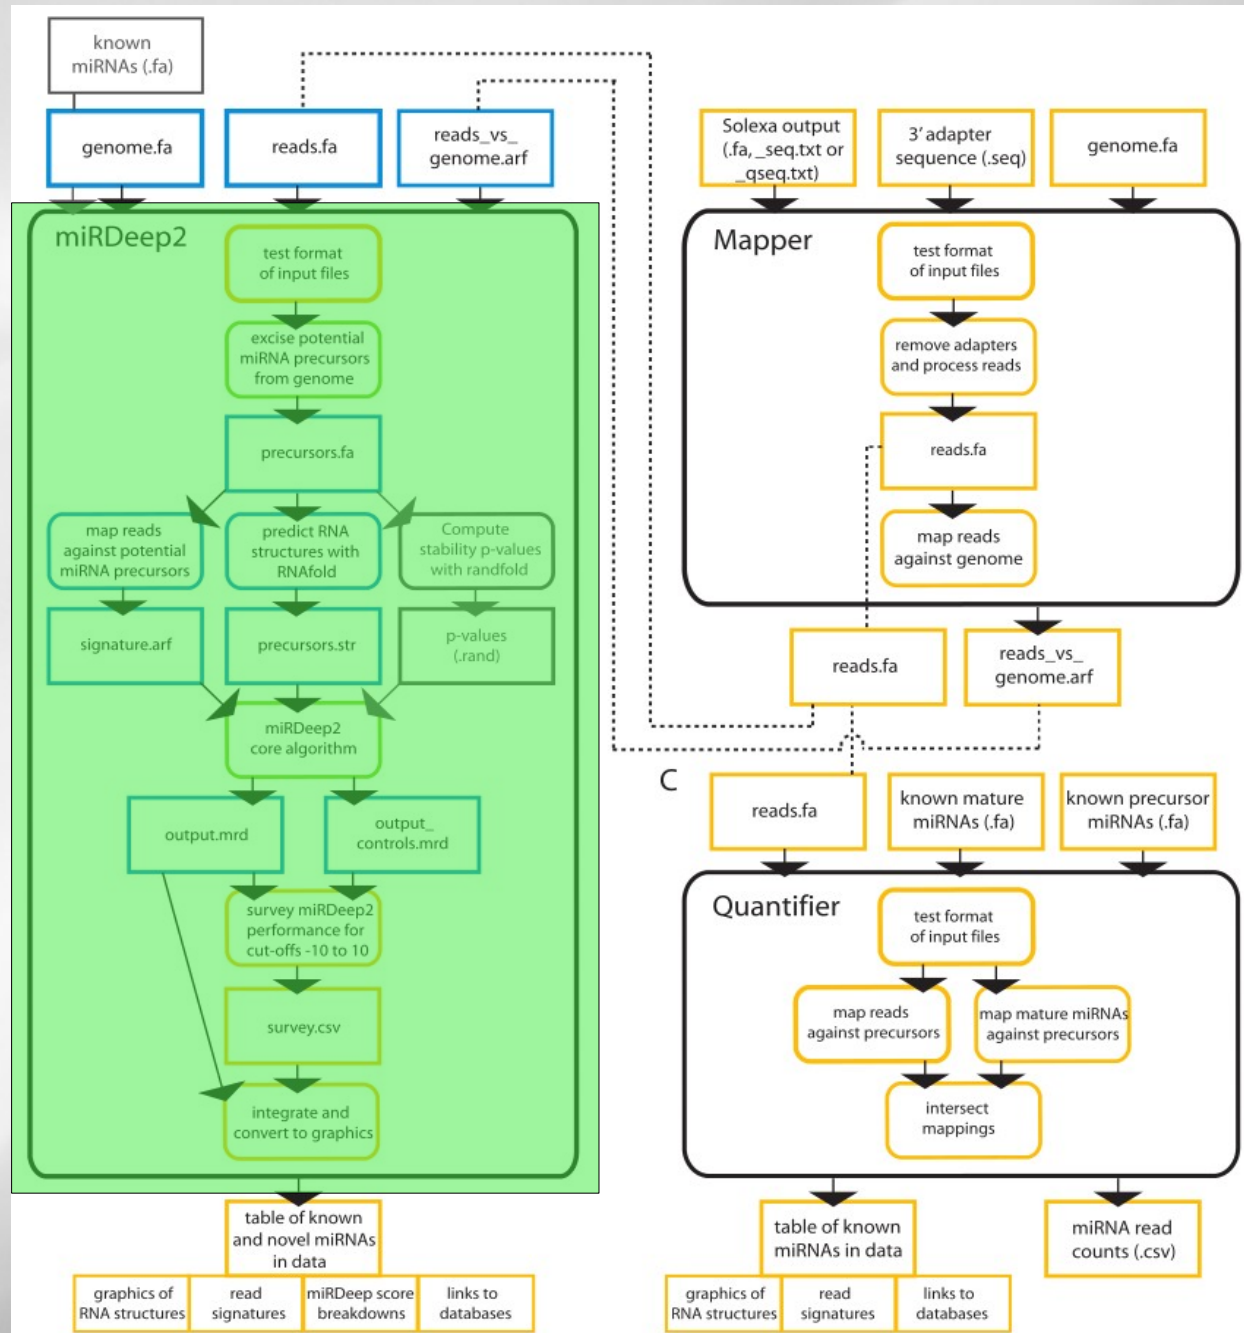 known
miRNAs (.fa)
genome.fa
reads.fa
reads_vs_
genome.arf
miRDeep2
test format
of input files
excise potential
miRNA precursors
from genome
precursors.fa
map reads
against potential
miRNA precursors
predict RNA
structures with
RNAfold
Compute
stability p-values
with randfold
signature.arf
precursors.str
p-values
(.rand)
miRDeep2
core algorithm
output.mrd
output_
controls.mrd
survey miRDeep2
performance for
cut-offs -10 to 10
survey.csv
integrate and
convert to graphics
table of known
and novel miRNAs
in data
graphics of
RNA structures
read
signatures
miRDeep score
breakdowns
links to
databases
Solexa output
(.fa, _seq.txt or
_qseq.txt)
3' adapter
sequence (.seq)
genome.fa
Mapper
test format
of input files
remove adapters
and process reads
reads.fa
map reads
against genome
reads.fa
reads_vs_
genome.arf
C
reads.fa
known mature
miRNAs (.fa)
known precursor
miRNAs (.fa)
Quantifier
test format
of input files
map reads
against precursors
map mature miRNAs
against precursors
intersect
mappings
table of known
miRNAs in data
miRNA read
counts (.csv)
graphics of
RNA structures
read
signatures
links to
databases